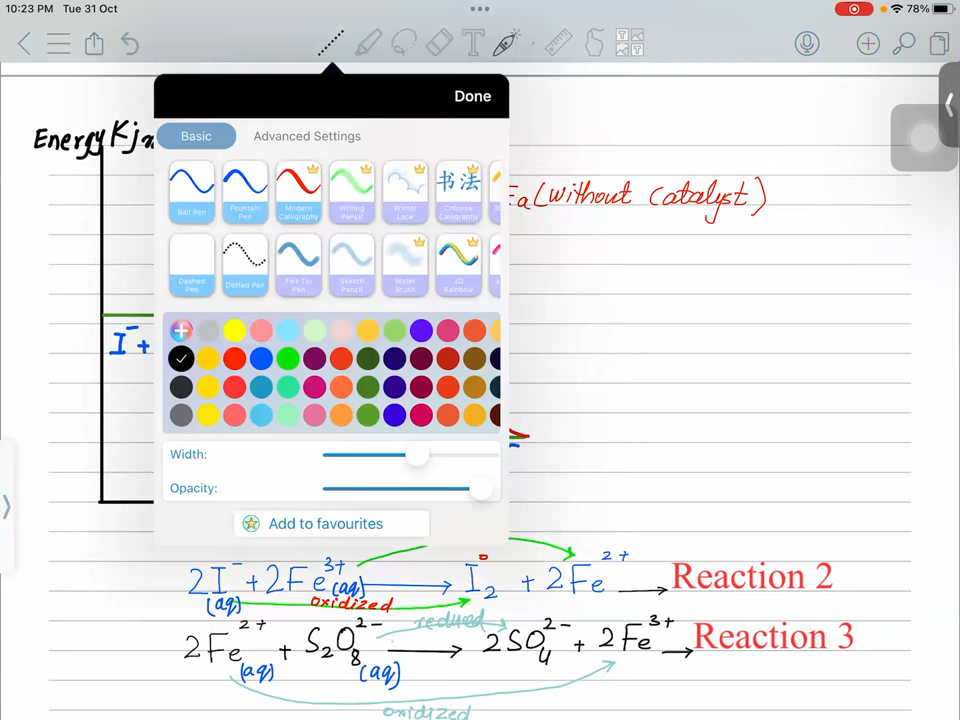 10:23 PM Tue 31 Oct
78%
Done
Basic Advanced Settings
Energy Kj
Ball Pen Fountain Pen Modern Calligraphy Writing Pencil Winter Lace Chinese Calligraphy
书法
Ea (without Catalyst)
Dashed Pen Dotted Pen Felt Tip Pen Sketch Pencil Water Brush 3D Rainbow
I⁻ +
Width:
Opacity:
Add to favourites
2I⁻ + 2Fe³⁺(aq) → I₂ + 2Fe²⁺ → Reaction 2
(aq) oxidized 0
reduced
2Fe²⁺(aq) + S₂O₈²⁻(aq) → 2SO₄²⁻ + 2Fe³⁺ → Reaction 3
oxidized